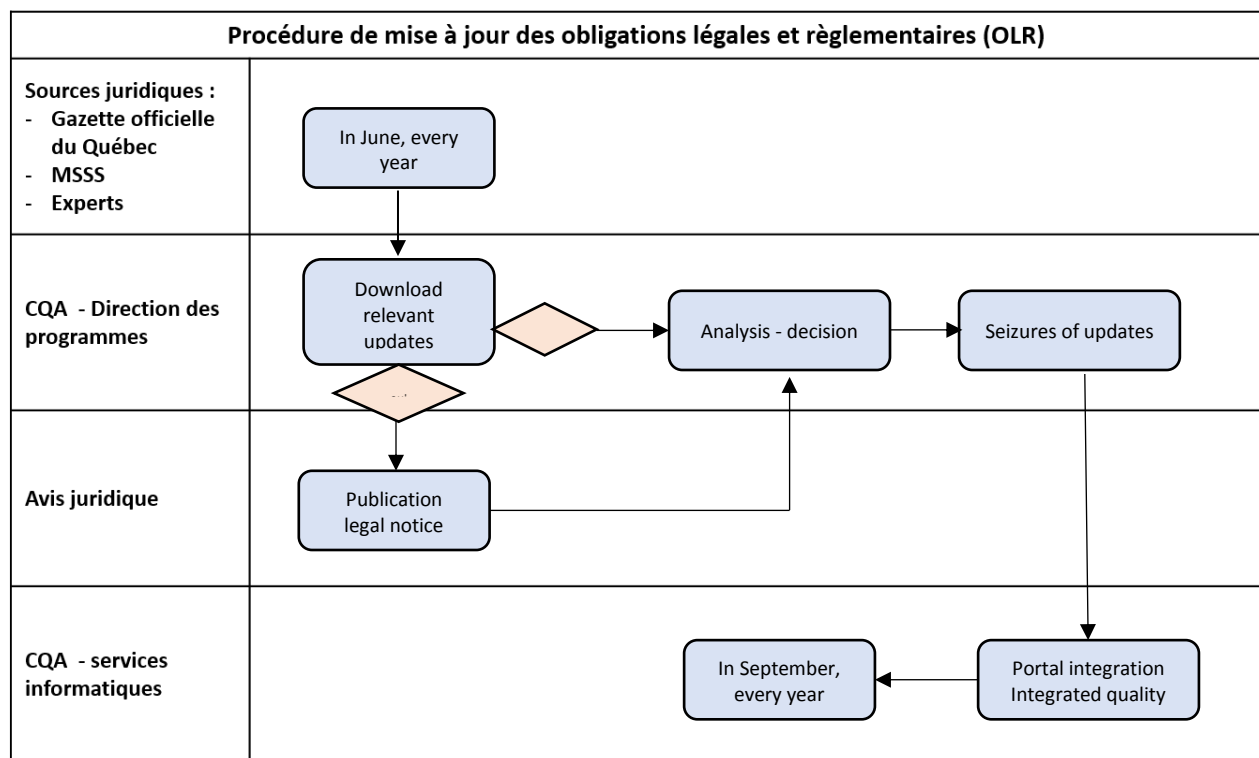 Procédure de mise à jour des obligations légales et règlementaires (OLR)
Sources juridiques :
- Gazette officielle
du Québec
- MSSS
- Experts
In June, every
year
CQA - Direction des
programmes
Download
relevant
updates
Analysis - decision
Seizures of updates
Avis juridique
Publication
legal notice
CQA - services
informatiques
In September,
every year
Portal integration
Integrated quality